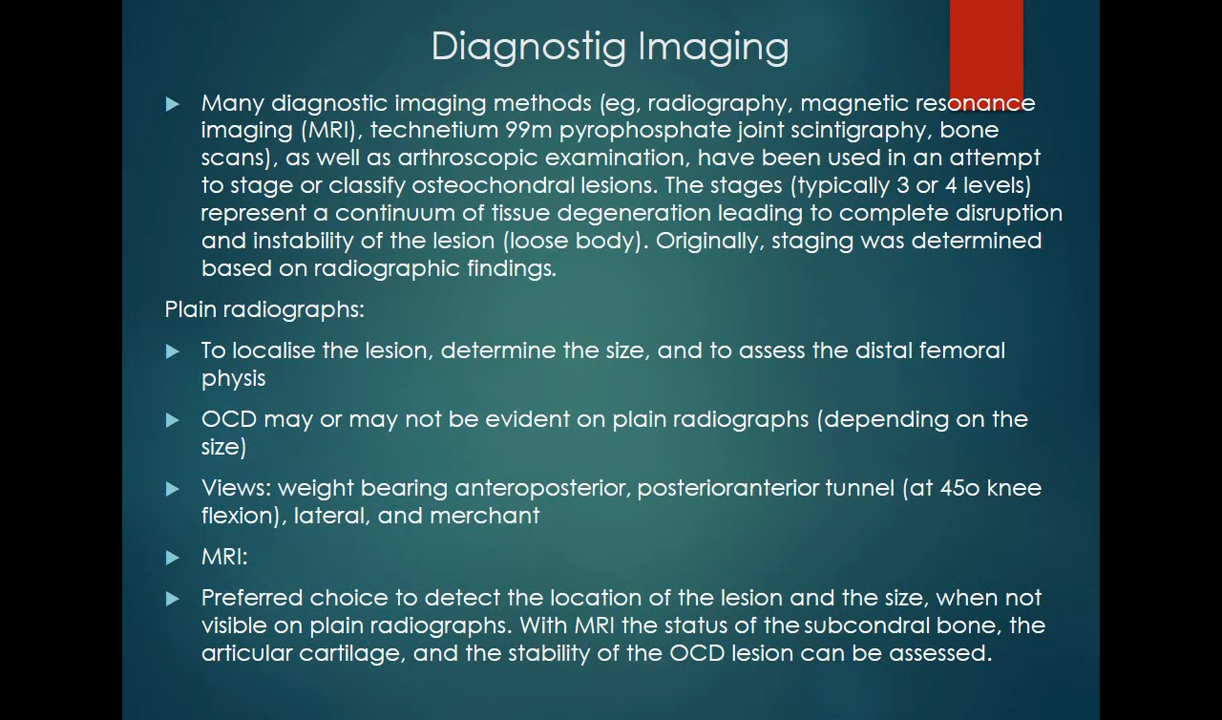 Diagnostig Imaging
Many diagnostic imaging methods (eg, radiography, magnetic resonance
imaging (MRI), technetium 99m pyrophosphate joint scintigraphy, bone
scans), as well as arthroscopic examination, have been used in an attempt
to stage or classify osteochondral lesions. The stages (typically 3 or 4 levels)
represent a continuum of tissue degeneration leading to complete disruption
and instability of the lesion (loose body). Originally, staging was determined
based on radiographic findings.
Plain radiographs:
To localise the lesion, determine the size, and to assess the distal femoral
physis
OCD may or may not be evident on plain radiographs (depending on the
size)
Views: weight bearing anteroposterior, posterioranterior tunnel (at 45o knee
flexion), lateral, and merchant
MRI:
Preferred choice to detect the location of the lesion and the size, when not
visible on plain radiographs. With MRI the status of the subcondral bone, the
articular cartilage, and the stability of the OCD lesion can be assessed.